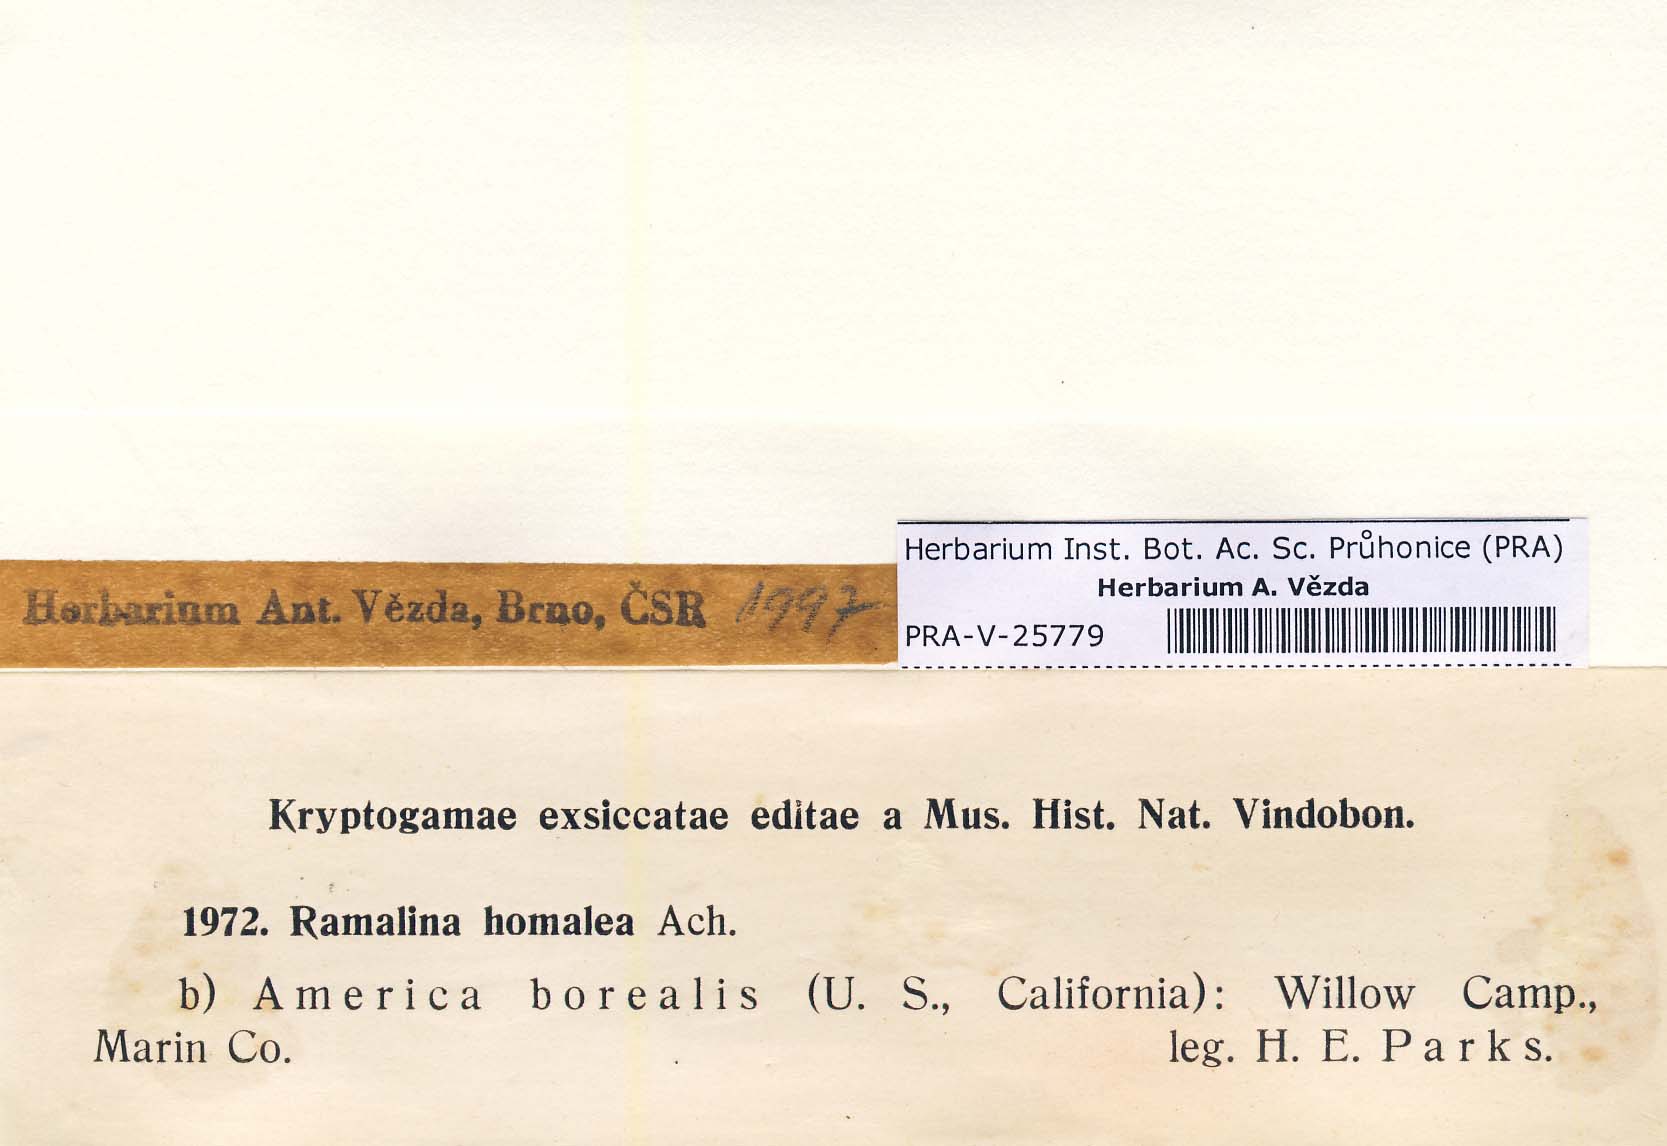 Herbarium Ant. Vězda, Brno, ČSR 1997
Herbarium Inst. Bot. Ac. Sc. Průhonice (PRA)
Herbarium A. Vězda
PRA-V-25779
Kryptogamae exsiccatae editae a Mus. Hist. Nat. Vindobon.
1972. Ramalina homalea Ach.
b) America borealis (U. S., California): Willow Camp.,
Marin Co. leg. H. E. Parks.